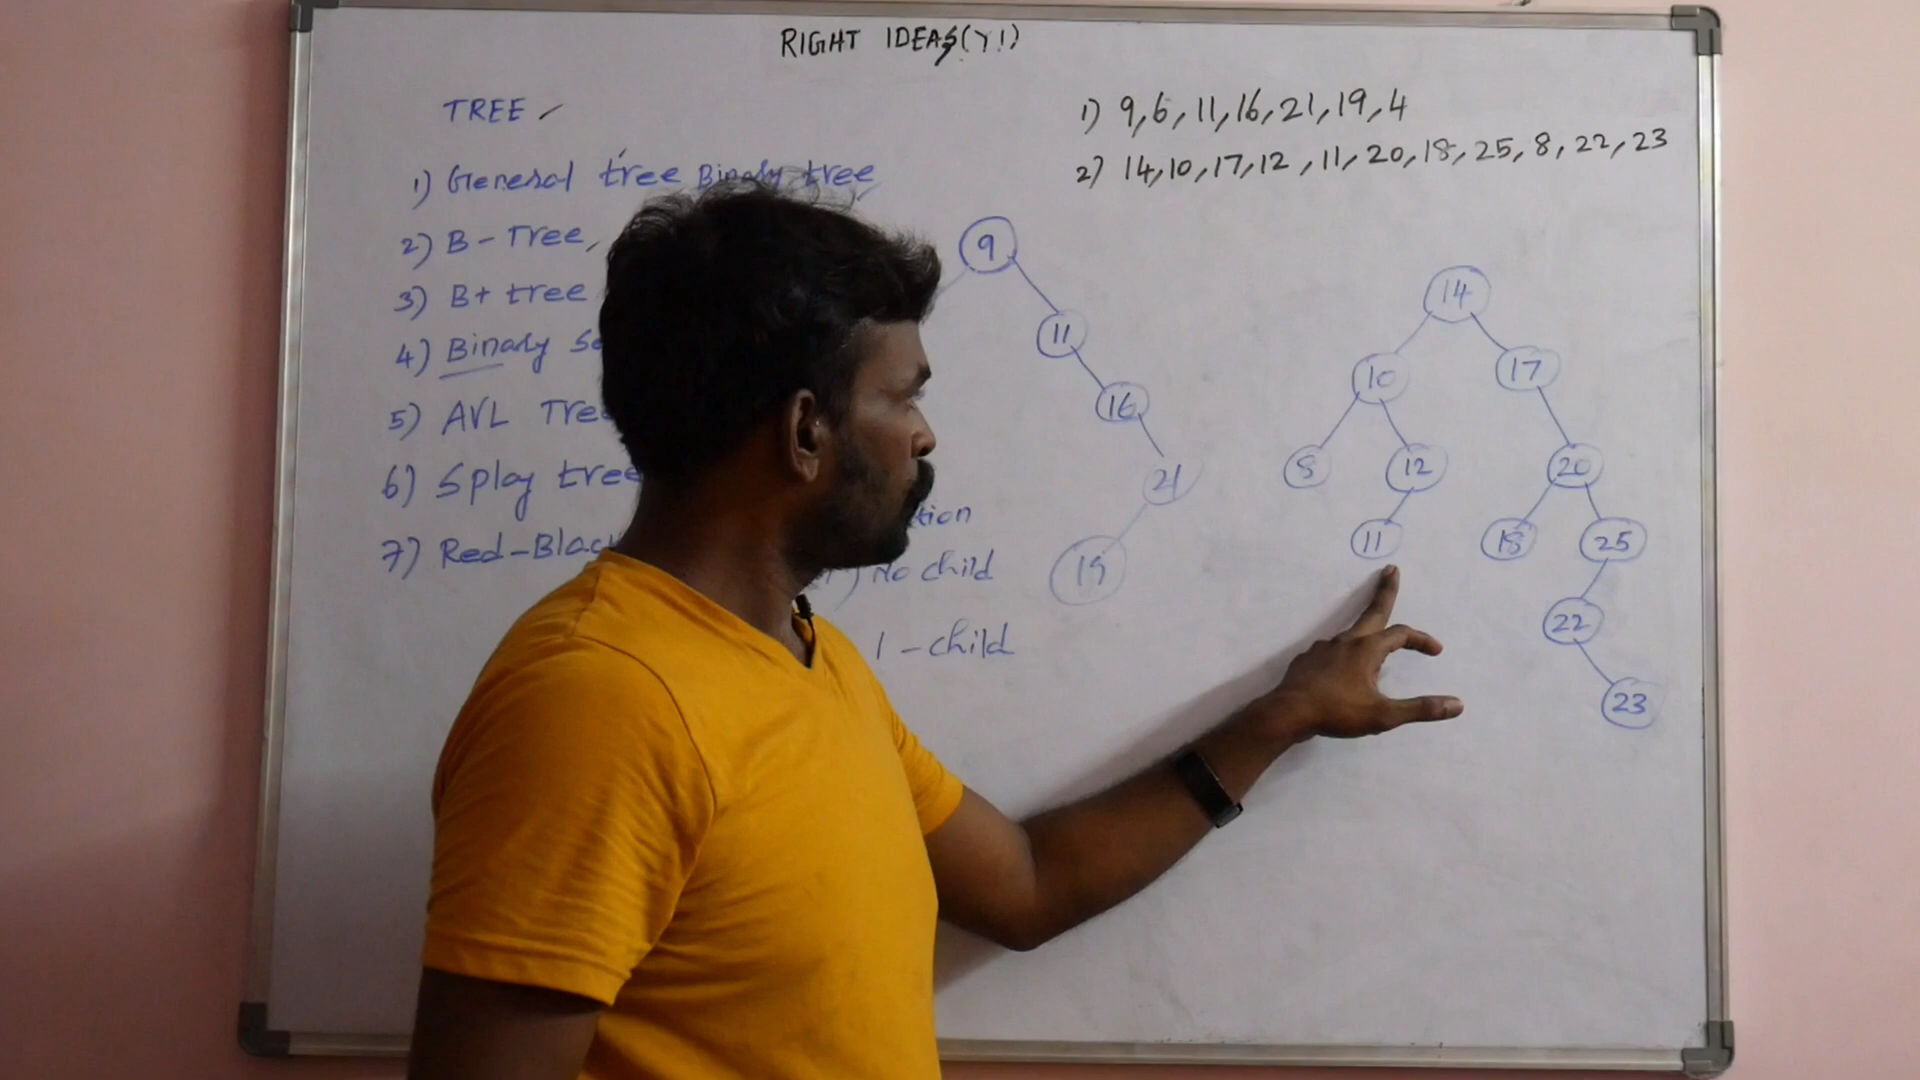 RIGHT IDEAS(Y!)
TREE
1) General tree Binary tree
2) B-Tree,
3) B+ tree
4) Binary
5) AVL Tree
6) Splay tree
7) Red-Black
No child
1-child
1) 9,6,11,16,21,19,4
2) 14,10,17,12,11,20,18,25,8,22,23
9
11
16
21
19
14
10
17
8
12
20
11
18
25
22
23